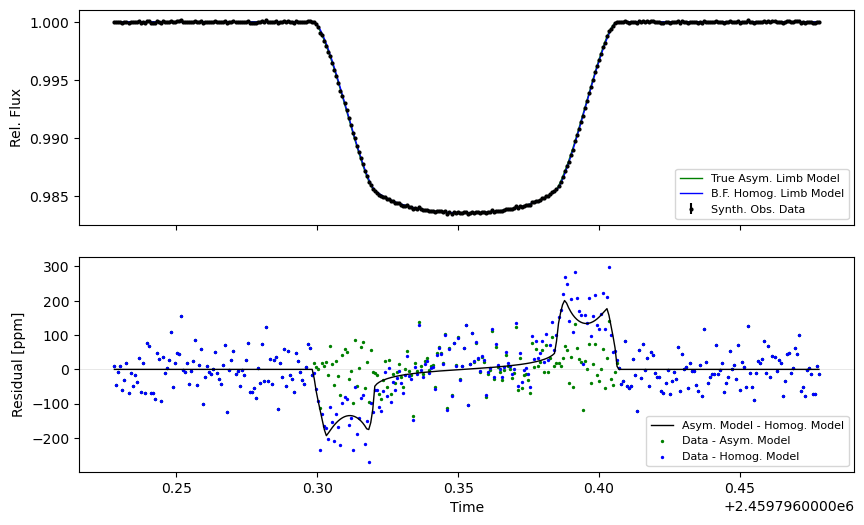 1.000
0.995
0.990
0.985
Rel. Flux
True Asym. Limb Model
B.F. Homog. Limb Model
Synth. Obs. Data
300
200
100
0
−100
−200
Residual [ppm]
Asym. Model - Homog. Model
Data - Asym. Model
Data - Homog. Model
0.25
0.30
0.35
0.40
0.45
Time
+2.4597960000e6